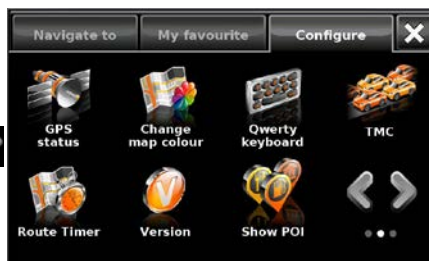 Navigate to
My favourite
Configure
GPS
status
Change
map colour
Qwerty
keyboard
TMC
Route Timer
Version
Show POI